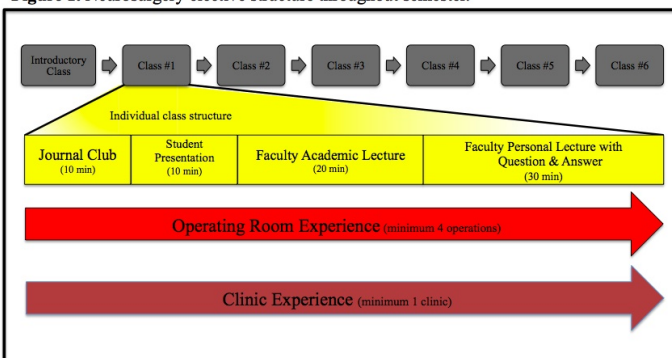 Neurosurgery elective structure throughout semester.
Introductory
Class
Class #1
Class #2
Class #3
Class #4
Class #5
Class #6
Individual class structure
Journal Club
(10 min)
Student
Presentation
(10 min)
Faculty Academic Lecture
(20 min)
Faculty Personal Lecture with
Question & Answer
(30 min)
Operating Room Experience (minimum 4 operations)
Clinic Experience (minimum 1 clinic)